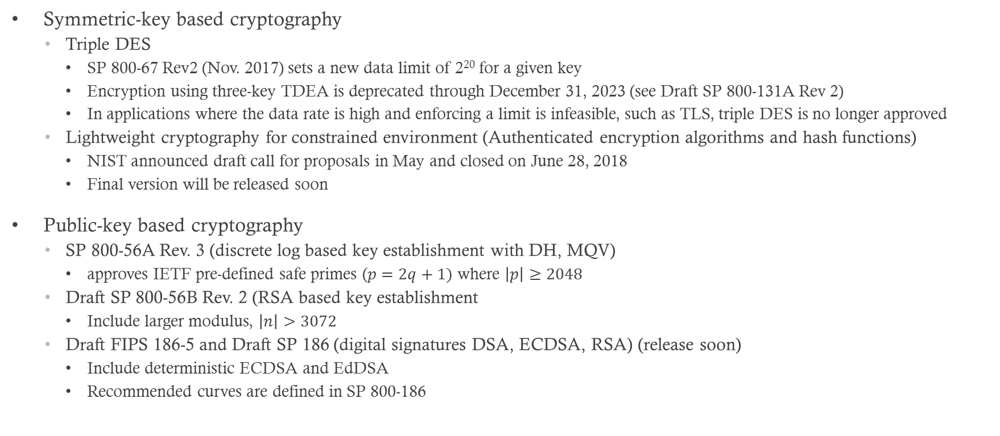 • Symmetric-key based cryptography
• Triple DES
• SP 800-67 Rev2 (Nov. 2017) sets a new data limit of 2²⁰ for a given key
• Encryption using three-key TDEA is deprecated through December 31, 2023 (see Draft SP 800-131A Rev 2)
• In applications where the data rate is high and enforcing a limit is infeasible, such as TLS, triple DES is no longer approved
• Lightweight cryptography for constrained environment (Authenticated encryption algorithms and hash functions)
• NIST announced draft call for proposals in May and closed on June 28, 2018
• Final version will be released soon
• Public-key based cryptography
• SP 800-56A Rev. 3 (discrete log based key establishment with DH, MQV)
• approves IETF pre-defined safe primes (p = 2q + 1) where |p| ≥ 2048
• Draft SP 800-56B Rev. 2 (RSA based key establishment
• Include larger modulus, |n| > 3072
• Draft FIPS 186-5 and Draft SP 186 (digital signatures DSA, ECDSA, RSA) (release soon)
• Include deterministic ECDSA and EdDSA
• Recommended curves are defined in SP 800-186